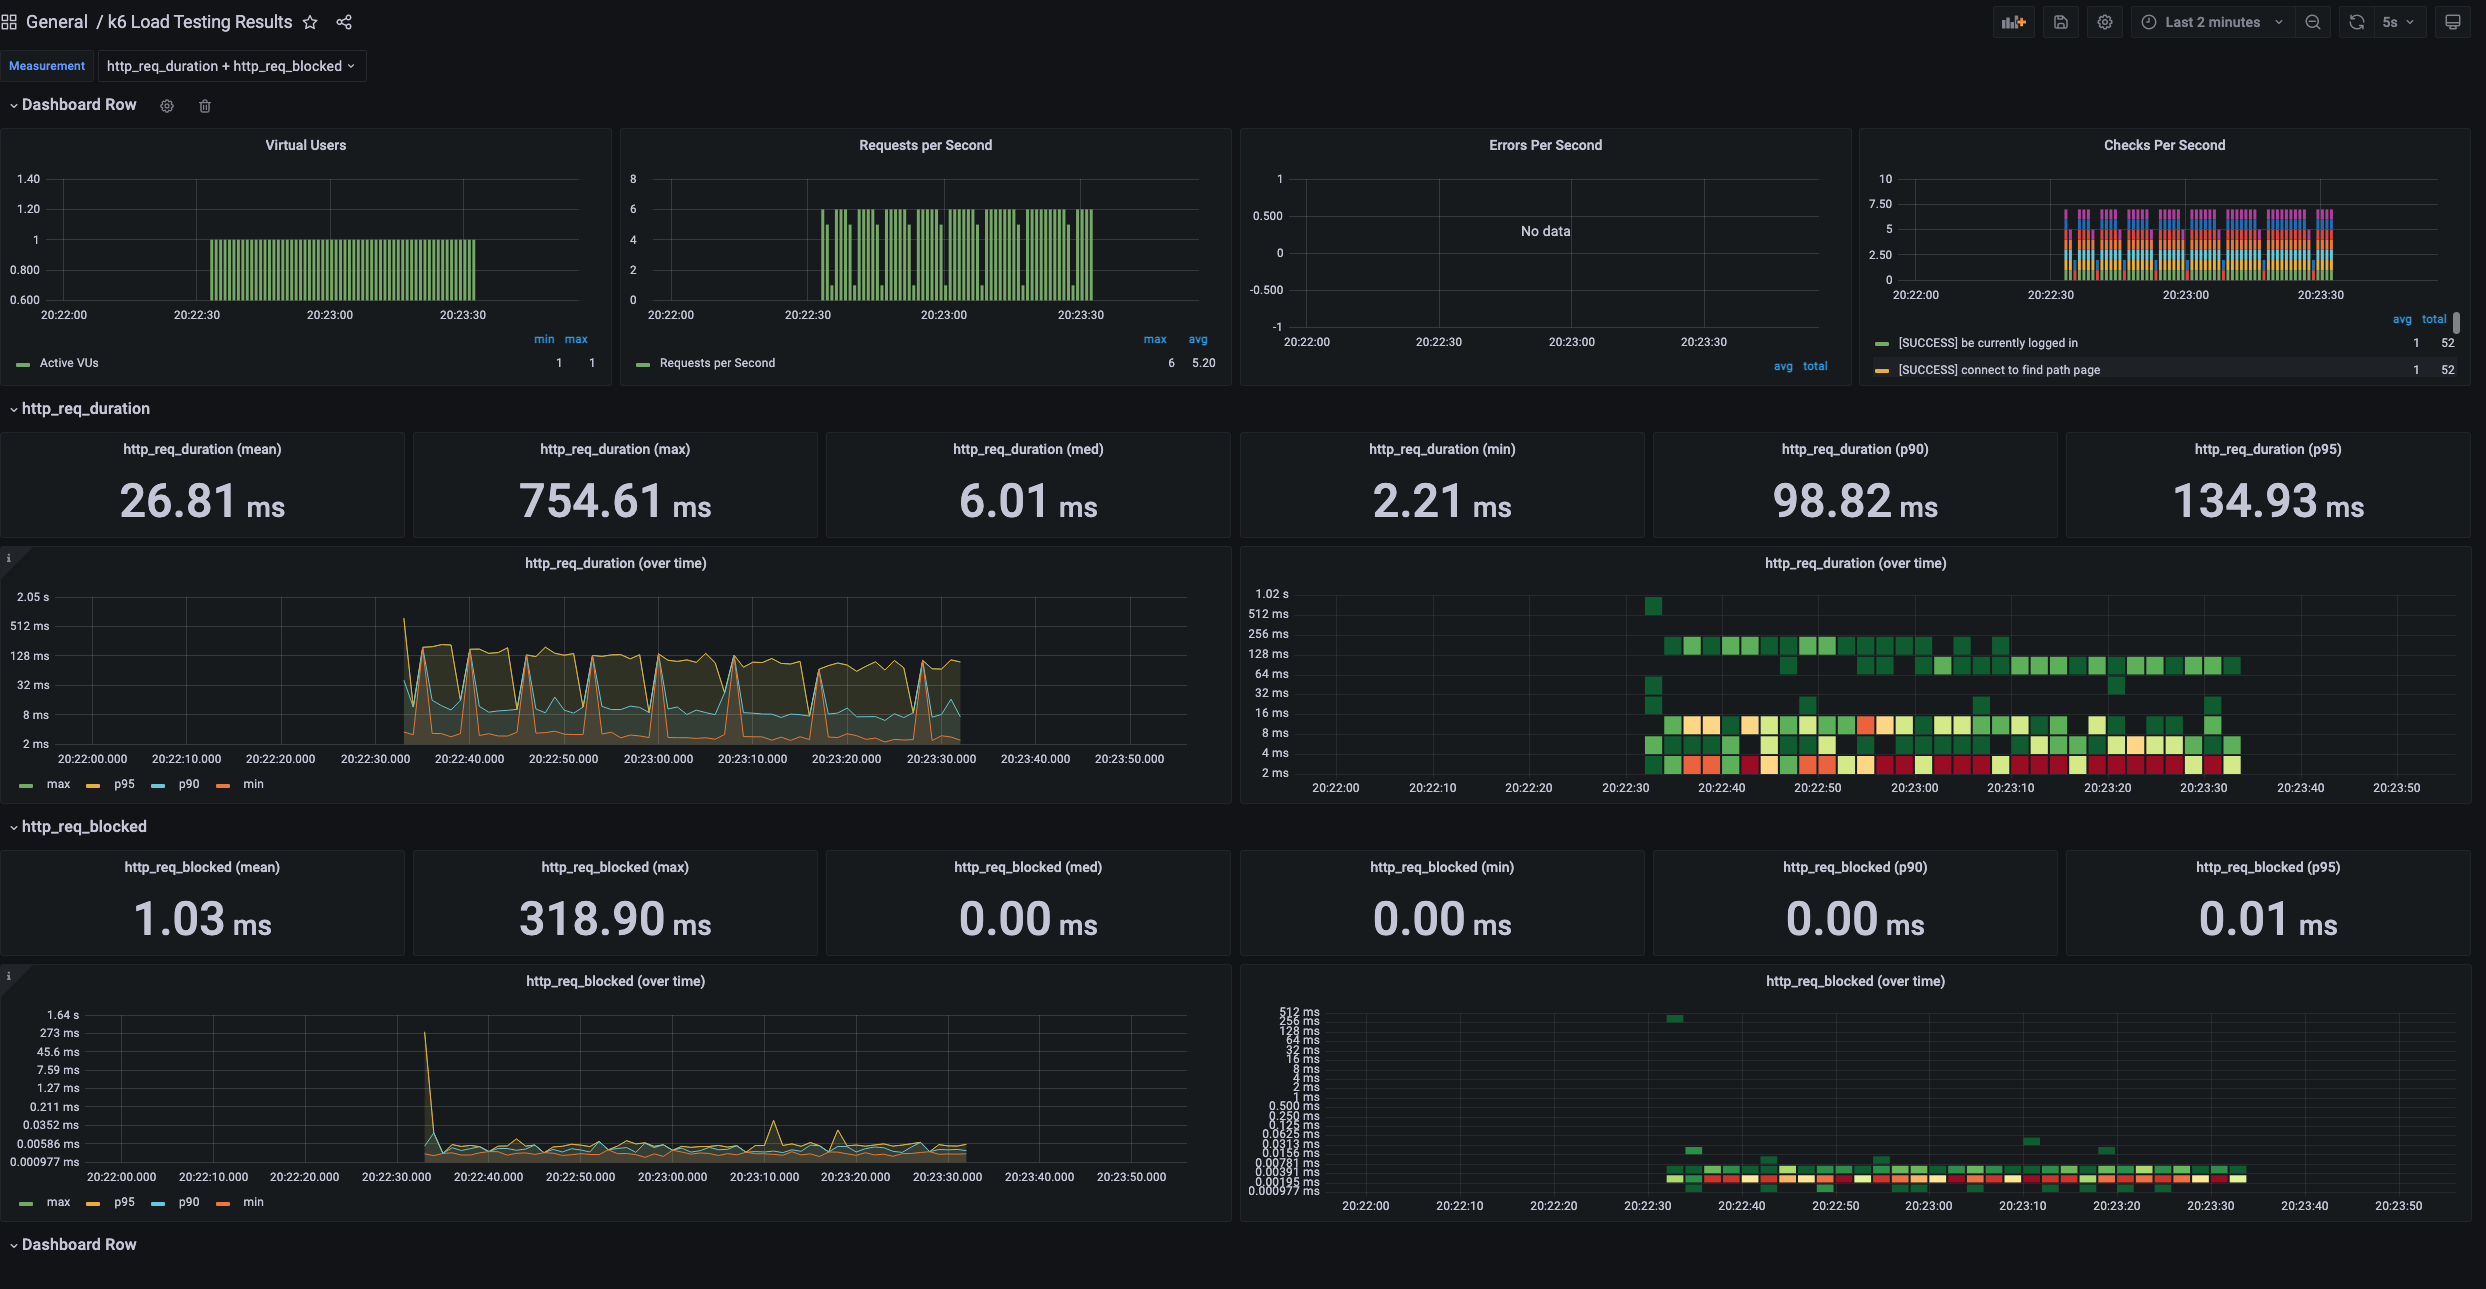 General / k6 Load Testing Results
Last 2 minutes
5s
Measurement
http_req_duration + http_req_blocked
Dashboard Row
Virtual Users
1.40
1.20
1
0.800
0.600
20:22:00 20:22:30 20:23:00 20:23:30
min max
Active VUs 1 1
Requests per Second
8
6
4
2
0
20:22:00 20:22:30 20:23:00 20:23:30
max avg
Requests per Second 6 5.20
Errors Per Second
1
0.500
0
-0.500
-1
No data
20:22:00 20:22:30 20:23:00 20:23:30
avg total
Checks Per Second
10
7.50
5
2.50
0
20:22:00 20:22:30 20:23:00 20:23:30
avg total
[SUCCESS] be currently logged in 1 52
[SUCCESS] connect to find path page 1 52
http_req_duration
http_req_duration (mean)
26.81 ms
http_req_duration (max)
754.61 ms
http_req_duration (med)
6.01 ms
http_req_duration (min)
2.21 ms
http_req_duration (p90)
98.82 ms
http_req_duration (p95)
134.93 ms
i
http_req_duration (over time)
2.05 s
512 ms
128 ms
32 ms
8 ms
2 ms
20:22:00.000 20:22:10.000 20:22:20.000 20:22:30.000 20:22:40.000 20:22:50.000 20:23:00.000 20:23:10.000 20:23:20.000 20:23:30.000 20:23:40.000 20:23:50.000
max p95 p90 min
http_req_duration (over time)
1.02 s
512 ms
256 ms
128 ms
64 ms
32 ms
16 ms
8 ms
4 ms
2 ms
20:22:00 20:22:10 20:22:20 20:22:30 20:22:40 20:22:50 20:23:00 20:23:10 20:23:20 20:23:30 20:23:40 20:23:50
http_req_blocked
http_req_blocked (mean)
1.03 ms
http_req_blocked (max)
318.90 ms
http_req_blocked (med)
0.00 ms
http_req_blocked (min)
0.00 ms
http_req_blocked (p90)
0.00 ms
http_req_blocked (p95)
0.01 ms
i
http_req_blocked (over time)
1.64 s
273 ms
45.6 ms
7.59 ms
1.27 ms
0.211 ms
0.0352 ms
0.00586 ms
0.000977 ms
20:22:00.000 20:22:10.000 20:22:20.000 20:22:30.000 20:22:40.000 20:22:50.000 20:23:00.000 20:23:10.000 20:23:20.000 20:23:30.000 20:23:40.000 20:23:50.000
max p95 p90 min
http_req_blocked (over time)
512 ms
256 ms
128 ms
64 ms
32 ms
16 ms
8 ms
4 ms
2 ms
1 ms
0.500 ms
0.250 ms
0.125 ms
0.0625 ms
0.0313 ms
0.0156 ms
0.00781 ms
0.00391 ms
0.00195 ms
0.000977 ms
20:22:00 20:22:10 20:22:20 20:22:30 20:22:40 20:22:50 20:23:00 20:23:10 20:23:20 20:23:30 20:23:40 20:23:50
Dashboard Row